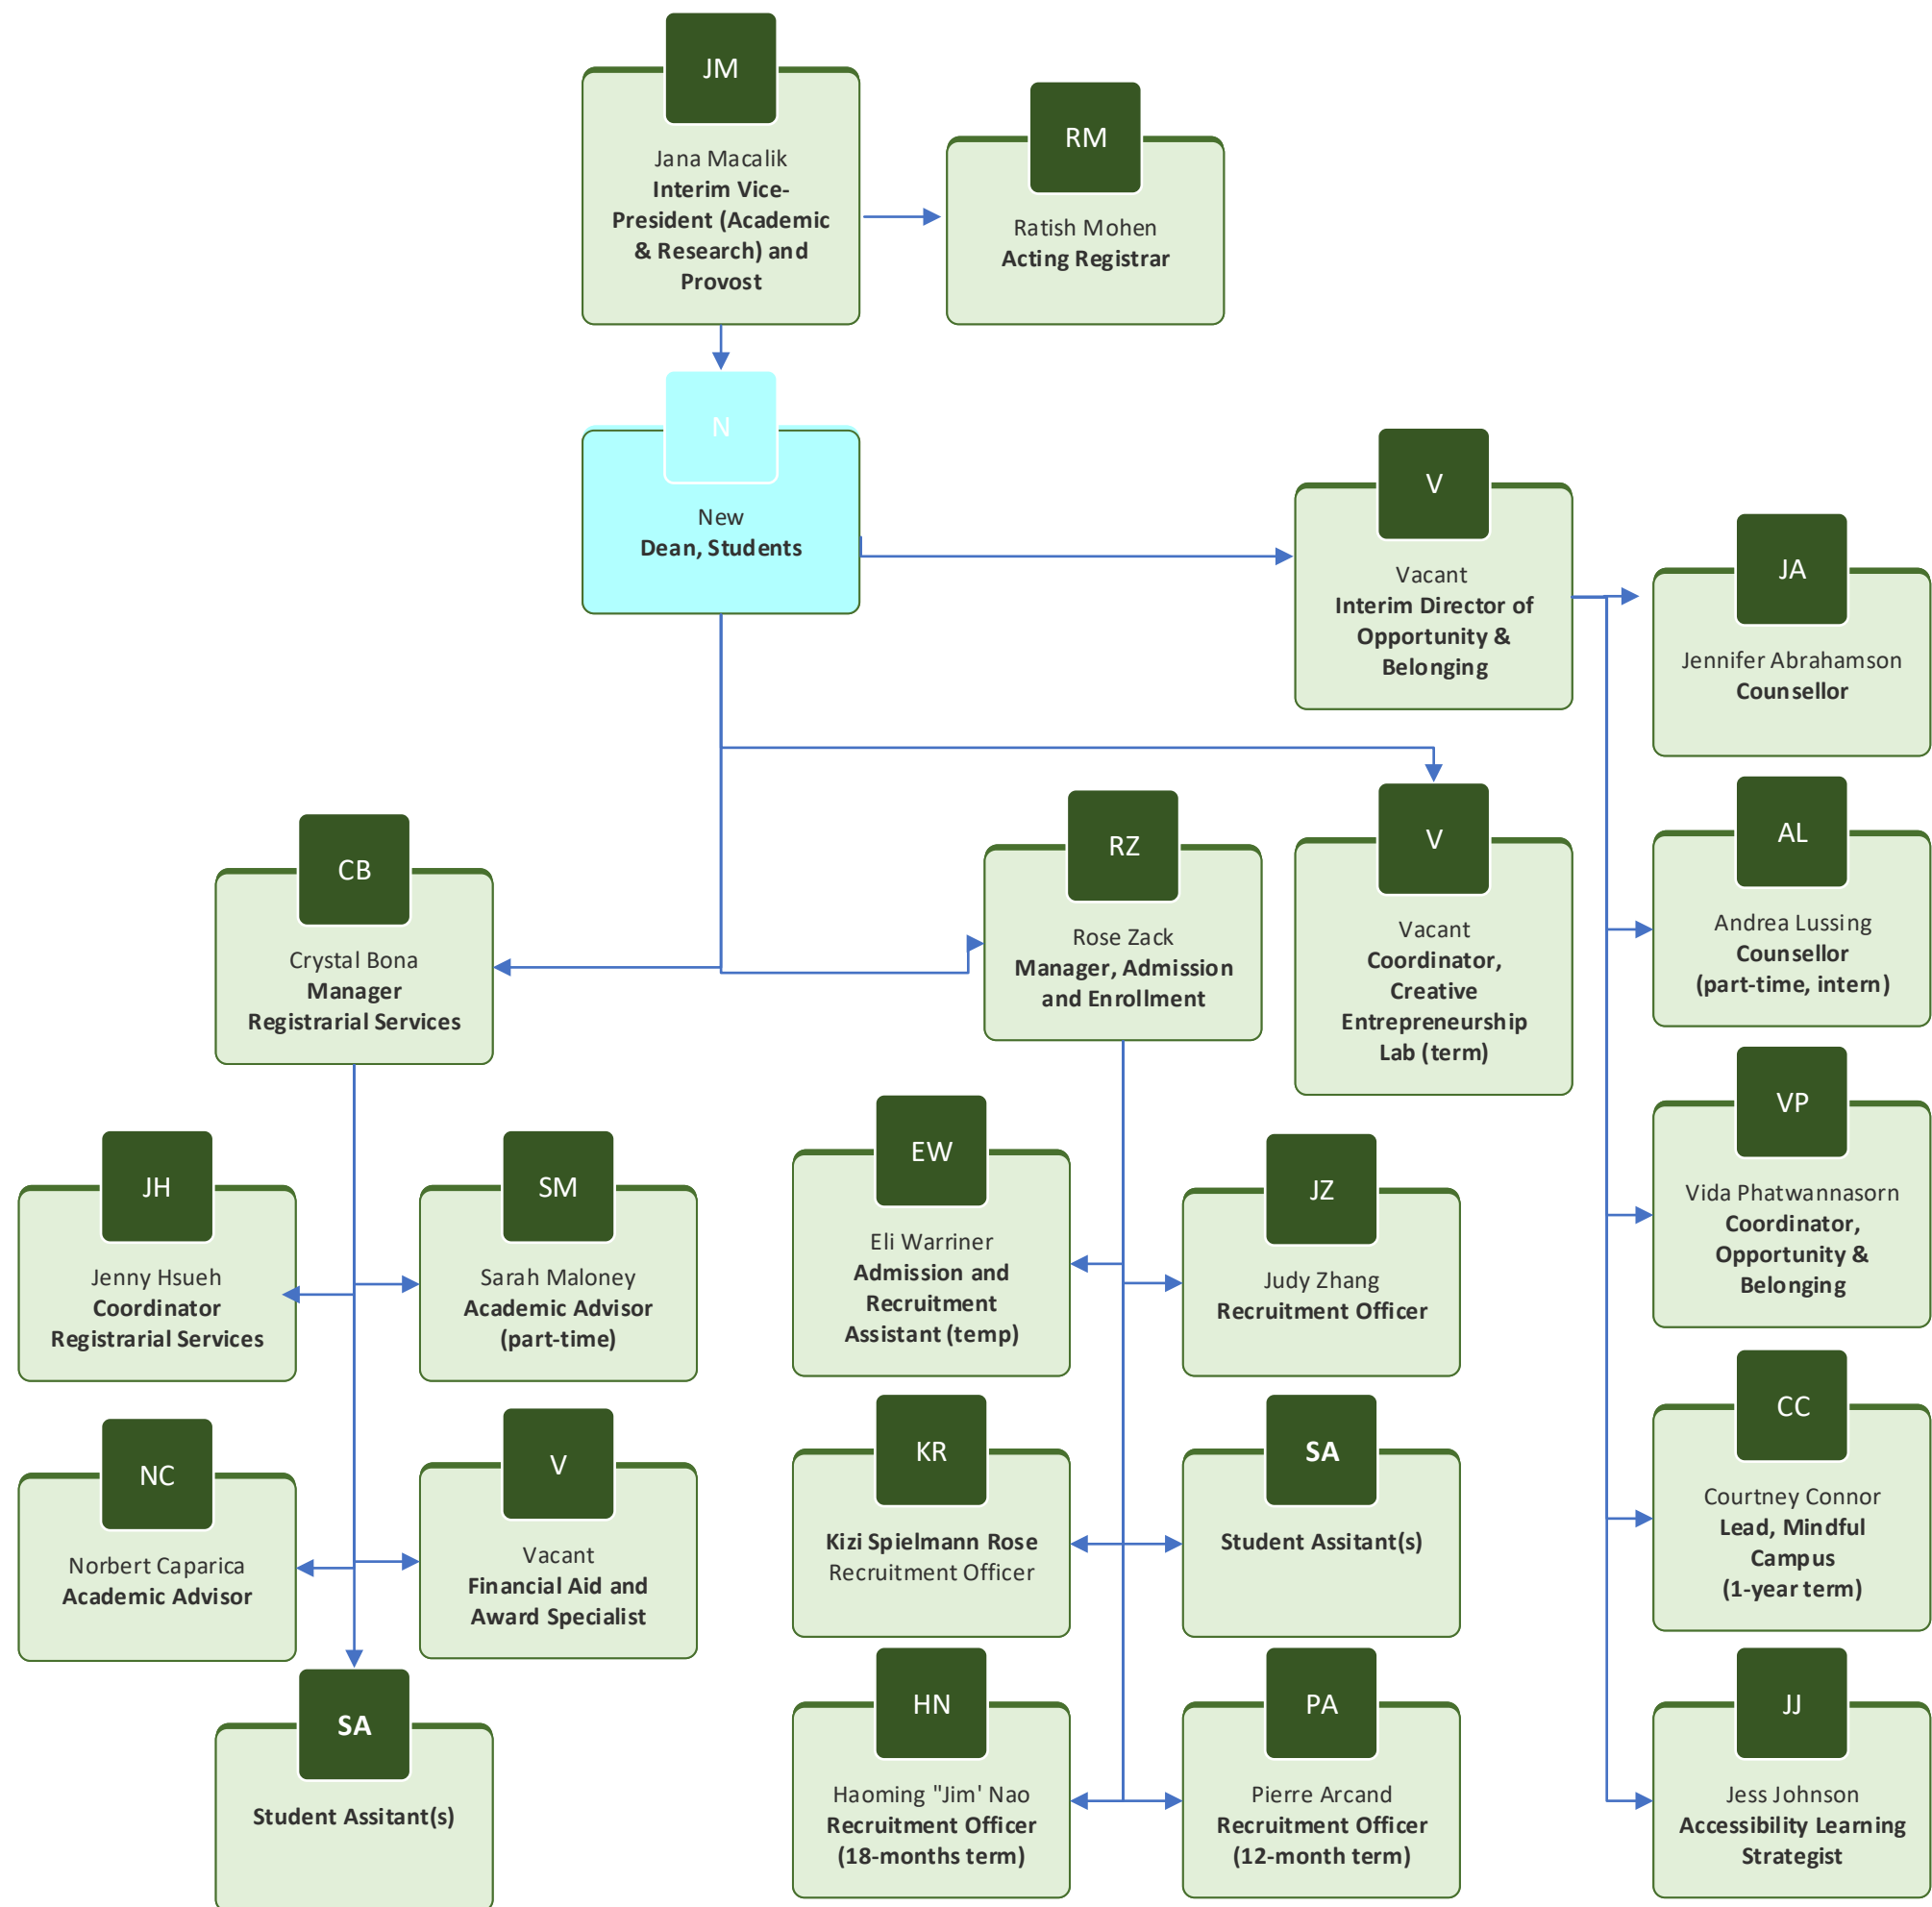 JM
Jana Macalik
Interim Vice-
President (Academic
& Research) and
Provost
RM
Ratish Mohen
Acting Registrar
N
New
Dean, Students
V
Vacant
Interim Director of
Opportunity &
Belonging
JA
Jennifer Abrahamson
Counsellor
AL
Andrea Lussing
Counsellor
(part-time, intern)
VP
Vida Phatwannasorn
Coordinator,
Opportunity &
Belonging
CC
Courtney Connor
Lead, Mindful
Campus
(1-year term)
JJ
Jess Johnson
Accessibility Learning
Strategist
V
Vacant
Coordinator,
Creative
Entrepreneurship
Lab (term)
RZ
Rose Zack
Manager, Admission
and Enrollment
EW
Eli Warriner
Admission and
Recruitment
Assistant (temp)
JZ
Judy Zhang
Recruitment Officer
KR
Kizi Spielmann Rose
Recruitment Officer
SA
Student Assitant(s)
HN
Haoming "Jim' Nao
Recruitment Officer
(18-months term)
PA
Pierre Arcand
Recruitment Officer
(12-month term)
CB
Crystal Bona
Manager
Registrarial Services
JH
Jenny Hsueh
Coordinator
Registrarial Services
SM
Sarah Maloney
Academic Advisor
(part-time)
NC
Norbert Caparica
Academic Advisor
V
Vacant
Financial Aid and
Award Specialist
SA
Student Assitant(s)